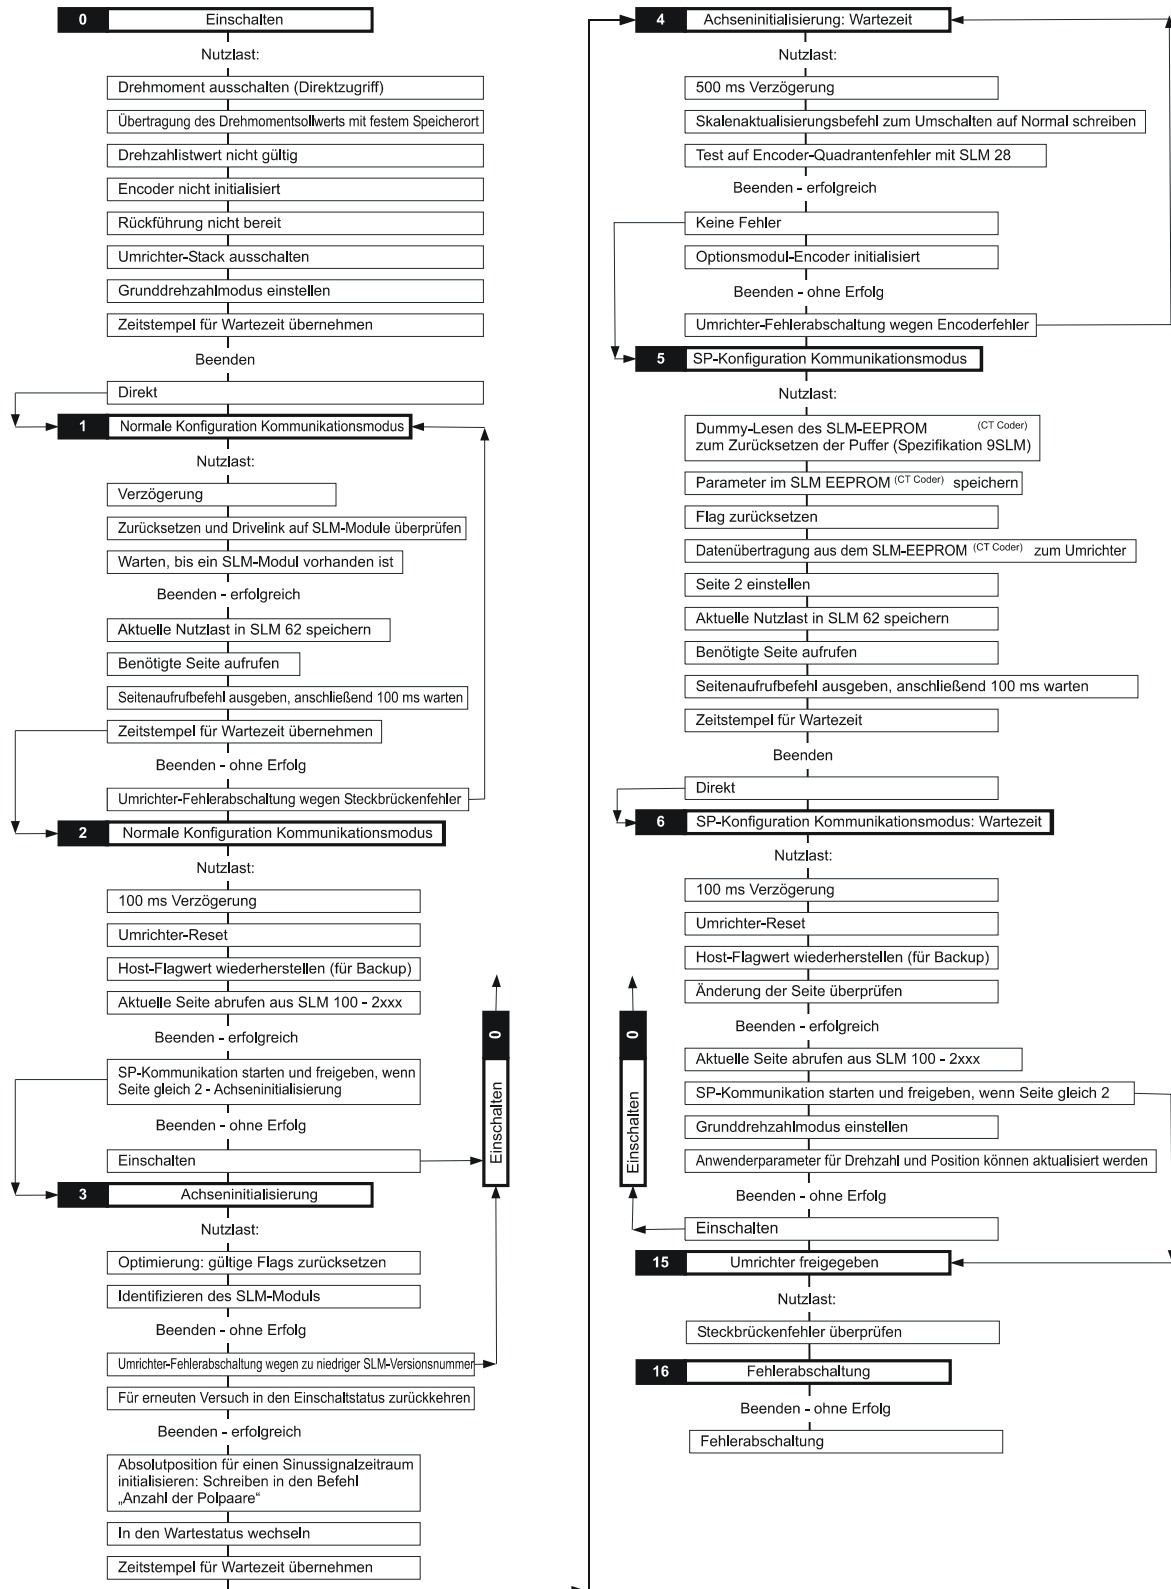 0 Einschalten
Nutzlast:
Drehmoment ausschalten (Direktzugriff)
Übertragung des Drehmomentsollwerts mit festem Speicherort
Drehzahlistwert nicht gültig
Encoder nicht initialisiert
Rückführung nicht bereit
Umrichter-Stack ausschalten
Grunddrehzahlmodus einstellen
Zeitstempel für Wartezeit übernehmen
Beenden
Direkt
1 Normale Konfiguration Kommunikationsmodus
Nutzlast:
Verzögerung
Zurücksetzen und Drivelink auf SLM-Module überprüfen
Warten, bis ein SLM-Modul vorhanden ist
Beenden - erfolgreich
Aktuelle Nutzlast in SLM 62 speichern
Benötigte Seite aufrufen
Seitenaufrufbefehl ausgeben, anschließend 100 ms warten
Zeitstempel für Wartezeit übernehmen
Beenden - ohne Erfolg
Umrichter-Fehlerabschaltung wegen Steckbrückenfehler
2 Normale Konfiguration Kommunikationsmodus
Nutzlast:
100 ms Verzögerung
Umrichter-Reset
Host-Flagwert wiederherstellen (für Backup)
Aktuelle Seite abrufen aus SLM 100 - 2xxx
Beenden - erfolgreich
SP-Kommunikation starten und freigeben, wenn
Seite gleich 2 - Achseninitialisierung
Beenden - ohne Erfolg
Einschalten
0 Einschalten
3 Achseninitialisierung
Nutzlast:
Optimierung: gültige Flags zurücksetzen
Identifizieren des SLM-Moduls
Beenden - ohne Erfolg
Umrichter-Fehlerabschaltung wegen zu niedriger SLM-Versionsnummer
Für erneuten Versuch in den Einschaltstatus zurückkehren
Beenden - erfolgreich
Absolutposition für einen Sinussignalzeitraum
initialisieren: Schreiben in den Befehl
„Anzahl der Polpaare“
In den Wartestatus wechseln
Zeitstempel für Wartezeit übernehmen
4 Achseninitialisierung: Wartezeit
Nutzlast:
500 ms Verzögerung
Skalenaktualisierungsbefehl zum Umschalten auf Normal schreiben
Test auf Encoder-Quadrantenfehler mit SLM 28
Beenden - erfolgreich
Keine Fehler
Optionsmodul-Encoder initialisiert
Beenden - ohne Erfolg
Umrichter-Fehlerabschaltung wegen Encoderfehler
5 SP-Konfiguration Kommunikationsmodus
Nutzlast:
Dummy-Lesen des SLM-EEPROM (CT Coder)
zum Zurücksetzen der Puffer (Spezifikation 9SLM)
Parameter im SLM EEPROM (CT Coder) speichern
Flag zurücksetzen
Datenübertragung aus dem SLM-EEPROM (CT Coder) zum Umrichter
Seite 2 einstellen
Aktuelle Nutzlast in SLM 62 speichern
Benötigte Seite aufrufen
Seitenaufrufbefehl ausgeben, anschließend 100 ms warten
Zeitstempel für Wartezeit
Beenden
Direkt
6 SP-Konfiguration Kommunikationsmodus: Wartezeit
Nutzlast:
100 ms Verzögerung
Umrichter-Reset
Host-Flagwert wiederherstellen (für Backup)
Änderung der Seite überprüfen
Beenden - erfolgreich
Aktuelle Seite abrufen aus SLM 100 - 2xxx
SP-Kommunikation starten und freigeben, wenn Seite gleich 2
Grunddrehzahlmodus einstellen
Anwenderparameter für Drehzahl und Position können aktualisiert werden
Beenden - ohne Erfolg
Einschalten
0 Einschalten
15 Umrichter freigegeben
Nutzlast:
Steckbrückenfehler überprüfen
16 Fehlerabschaltung
Beenden - ohne Erfolg
Fehlerabschaltung